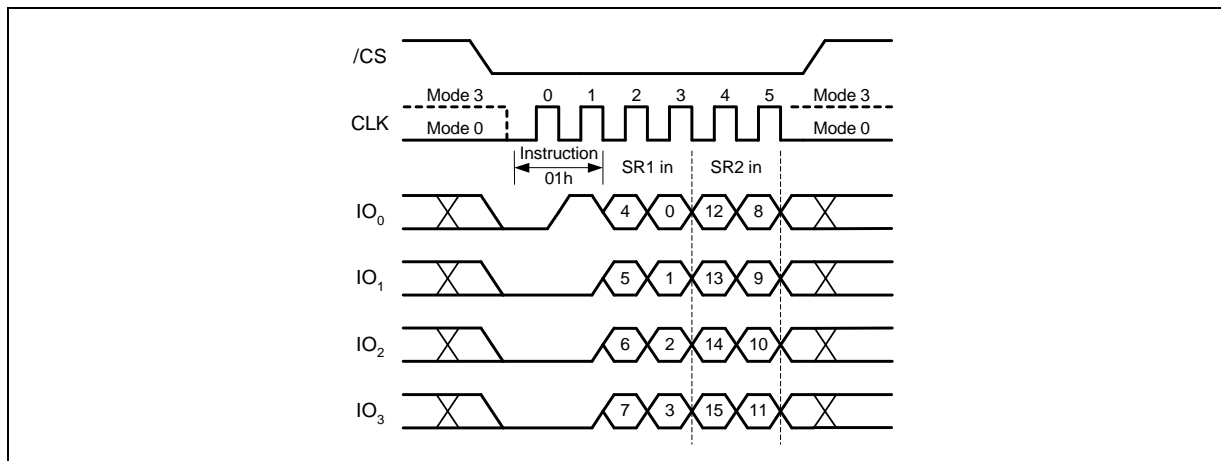 /CS
Mode 3 0 1 2 3 4 5 Mode 3
CLK Mode 0 Mode 0
Instruction
01h
SR1 in SR2 in
IO0 4 0 12 8
IO1 5 1 13 9
IO2 6 2 14 10
IO3 7 3 15 11